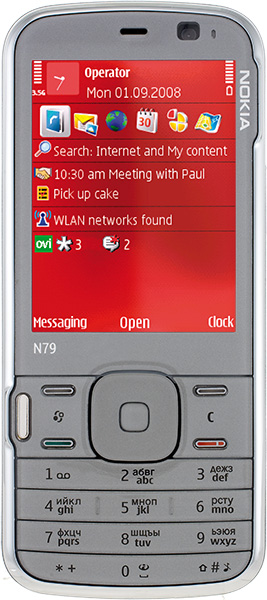 3.5G
Operator
Mon 01.09.2008
NOKIA
31
Search: Internet and My content
10:30 am Meeting with Paul
Pick up cake
WLAN networks found
ovi 3 2
Messaging Open Clock
N79
C
1 2 абвг abc 3 дежз def
4 ийкл ghi 5 мноп jkl 6 рсту mno
7 фхцч pqrs 8 шщъы tuv 9 ьэюя wxyz
* + 0 #